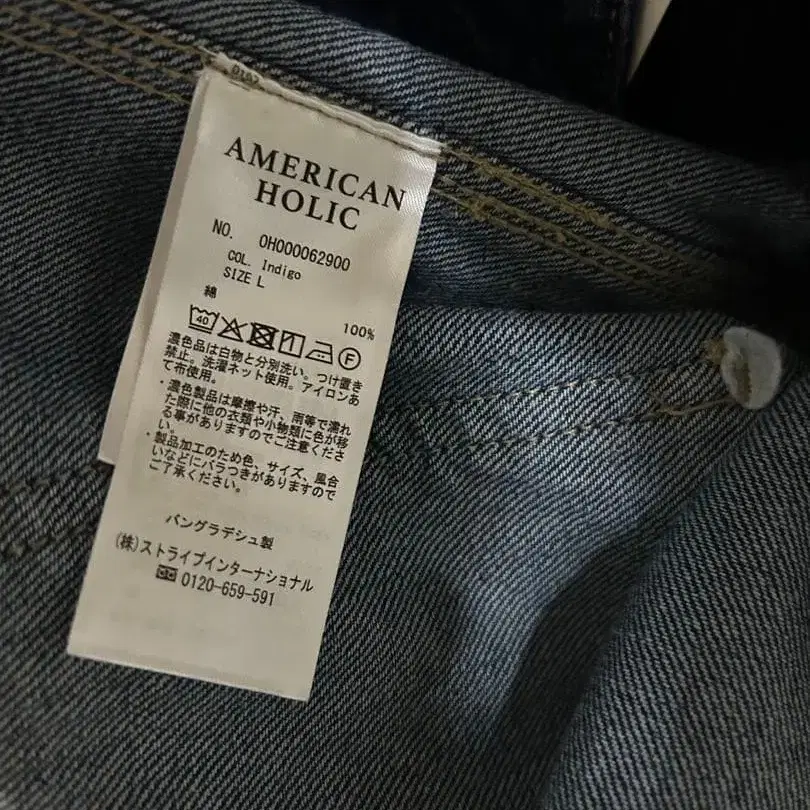 AMERICAN
HOLIC
NO. 0H000062900
COL. Indigo
SIZE L
綿 100%
40 F
濃色品は白物と分別洗い。つけ置き
禁止。洗濯ネット使用。アイロンあ
て布使用。
・濃色製品は摩擦や汗、雨等で濡れ
た際に他の衣類や小物類に色が移
る事がありますのでご注意くださ
い。
・製品加工のため色、サイズ、風合
いなどにバラつきがありますので
ご了承ください。
バングラデシュ製
(株)ストライプインターナショナル
0120-659-591